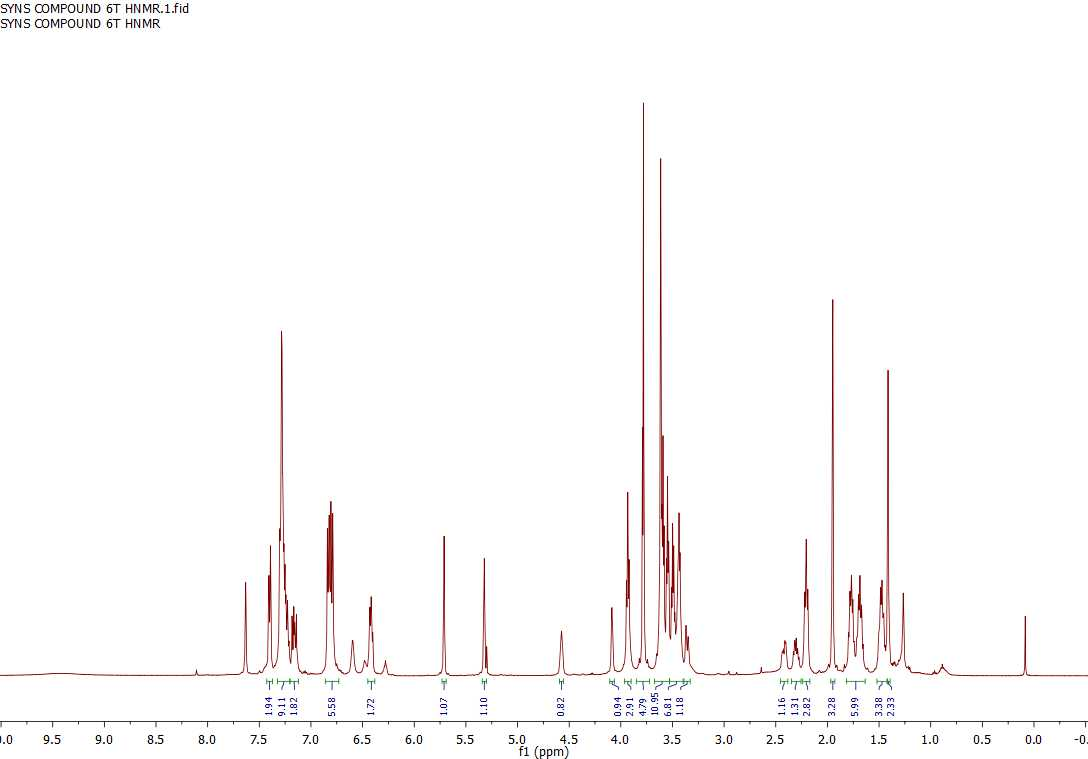 SYNS COMPOUND 6T HNMR.1.fid
SYNS COMPOUND 6T HNMR
1.94 9.11 1.82 5.58 1.72 1.07 1.10 0.82 0.94 2.91 4.79 10.95 6.81 1.18 1.16 1.31 2.82 3.28 5.99 3.38 2.33
.0 9.5 9.0 8.5 8.0 7.5 7.0 6.5 6.0 5.5 5.0 4.5 4.0 3.5 3.0 2.5 2.0 1.5 1.0 0.5 0.0 -0.
f1 (ppm)